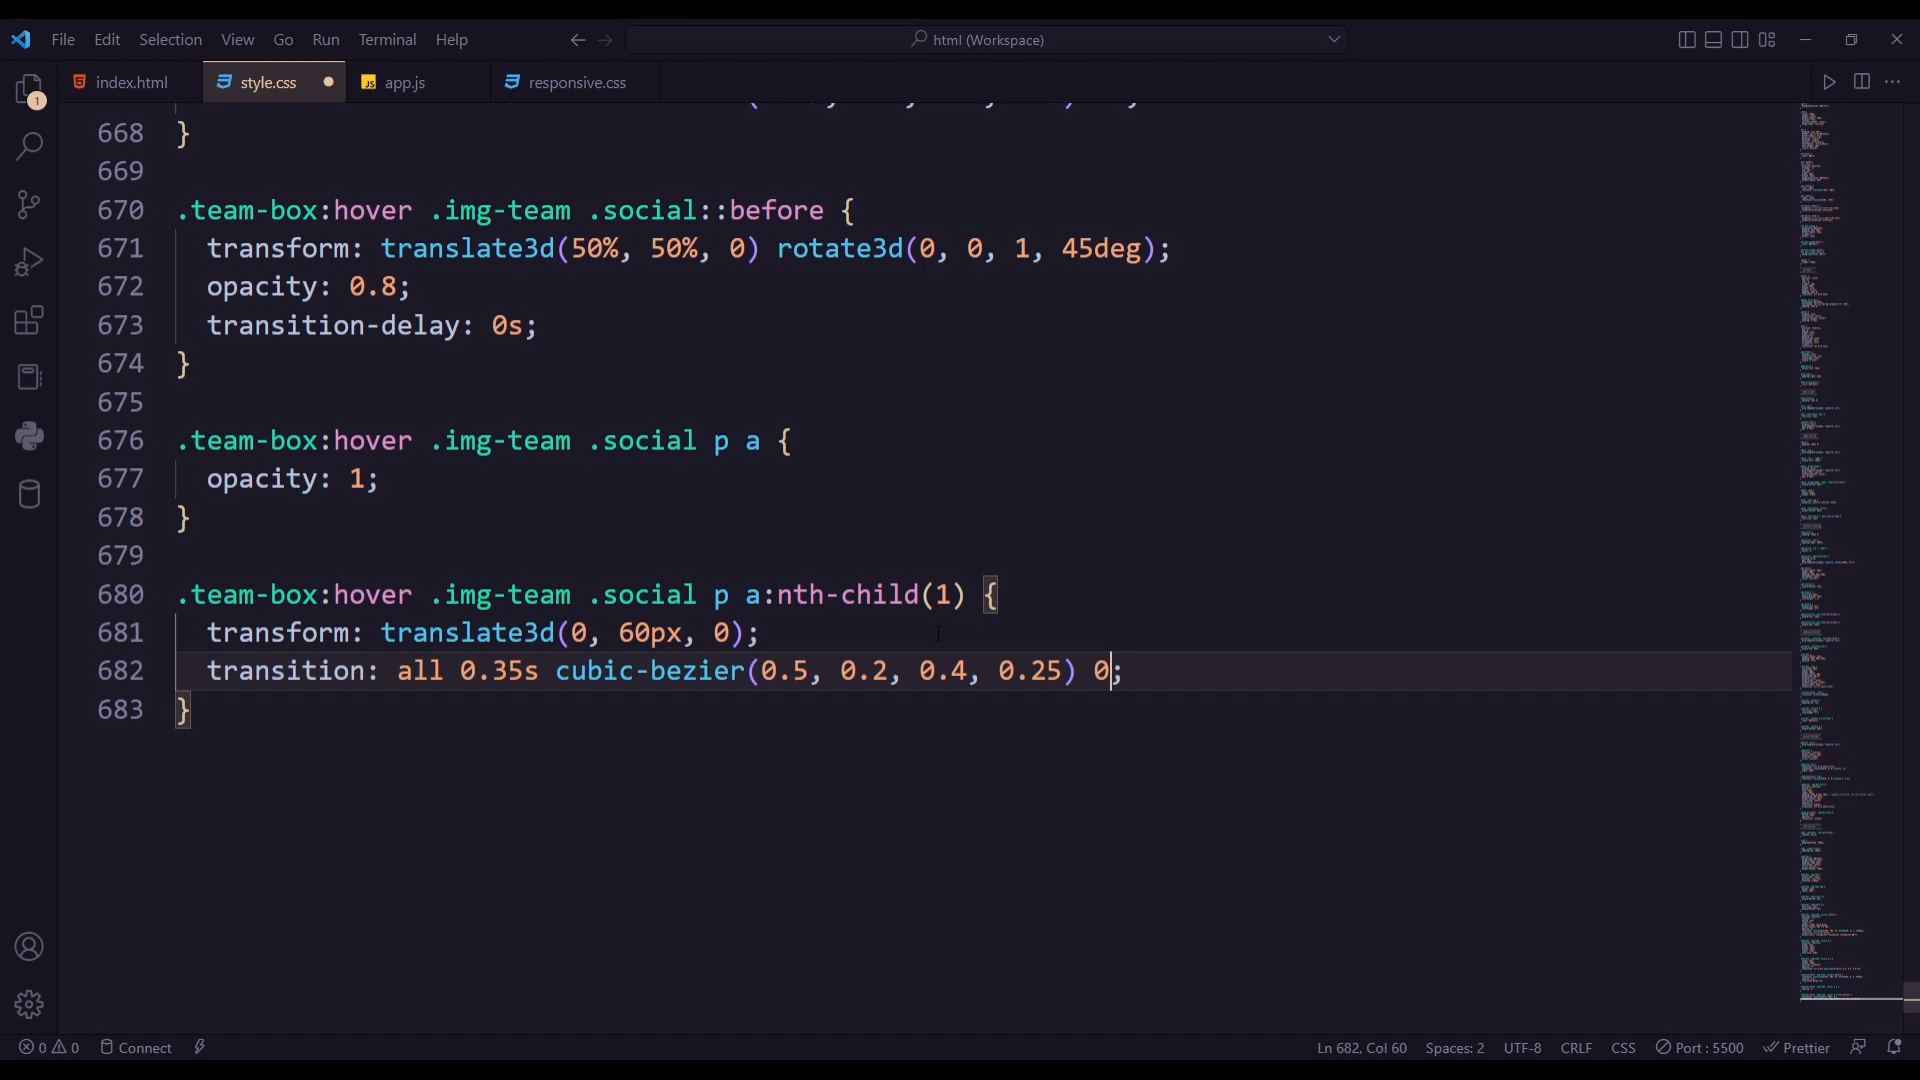 File Edit Selection View Go Run Terminal Help
html (Workspace)
index.html style.css app.js responsive.css
1
668 }
669
670 .team-box:hover .img-team .social::before {
671 transform: translate3d(50%, 50%, 0) rotate3d(0, 0, 1, 45deg);
672 opacity: 0.8;
673 transition-delay: 0s;
674 }
675
676 .team-box:hover .img-team .social p a {
677 opacity: 1;
678 }
679
680 .team-box:hover .img-team .social p a:nth-child(1) {
681 transform: translate3d(0, 60px, 0);
682 transition: all 0.35s cubic-bezier(0.5, 0.2, 0.4, 0.25) 0;
683 }
0 0 Connect Ln 682, Col 60 Spaces: 2 UTF-8 CRLF CSS Port : 5500 Prettier